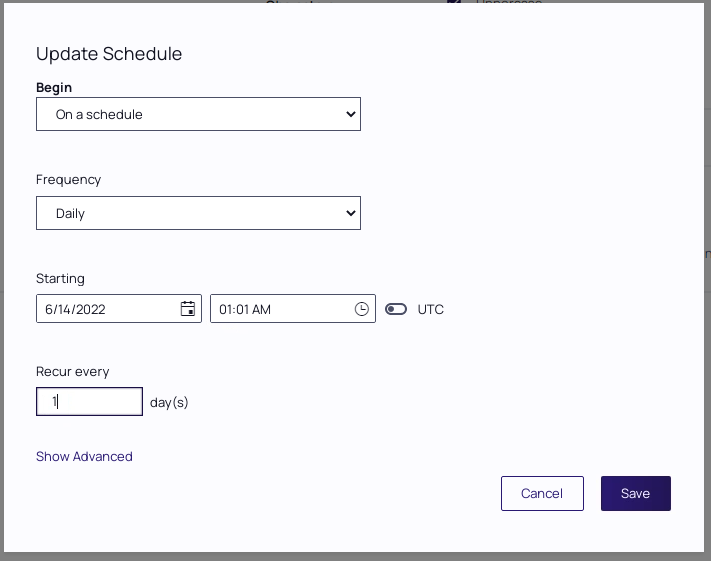 Uppercase
Update Schedule
Begin
On a schedule
Frequency
Daily
Starting
6/14/2022 01:01 AM UTC
Recur every
1 day(s)
Show Advanced
Cancel Save